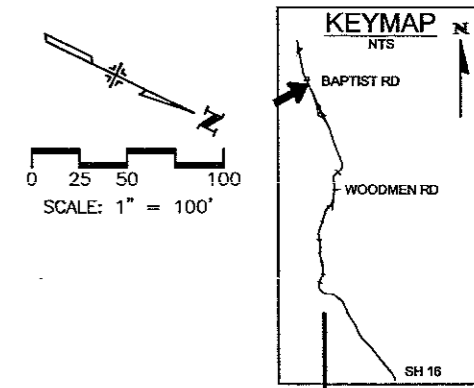 N
0 25 50 100
SCALE: 1" = 100'
KEYMAP
NTS
N
BAPTIST RD
WOODMEN RD
SH 16